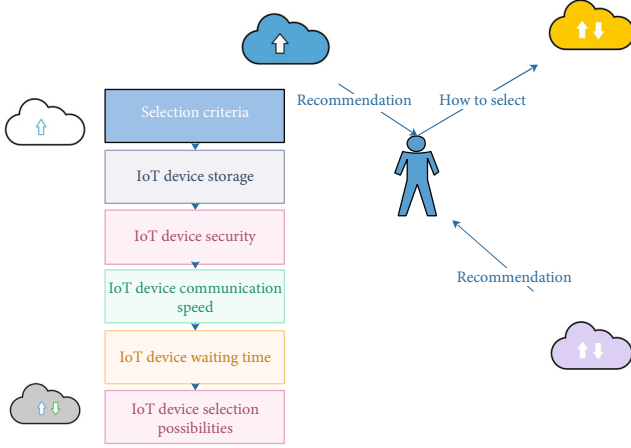 Recommendation
How to select
Selection criteria
IoT device storage
IoT device security
Recommendation
IoT device communication
speed
IoT device waiting time
IoT device selection
possibilities